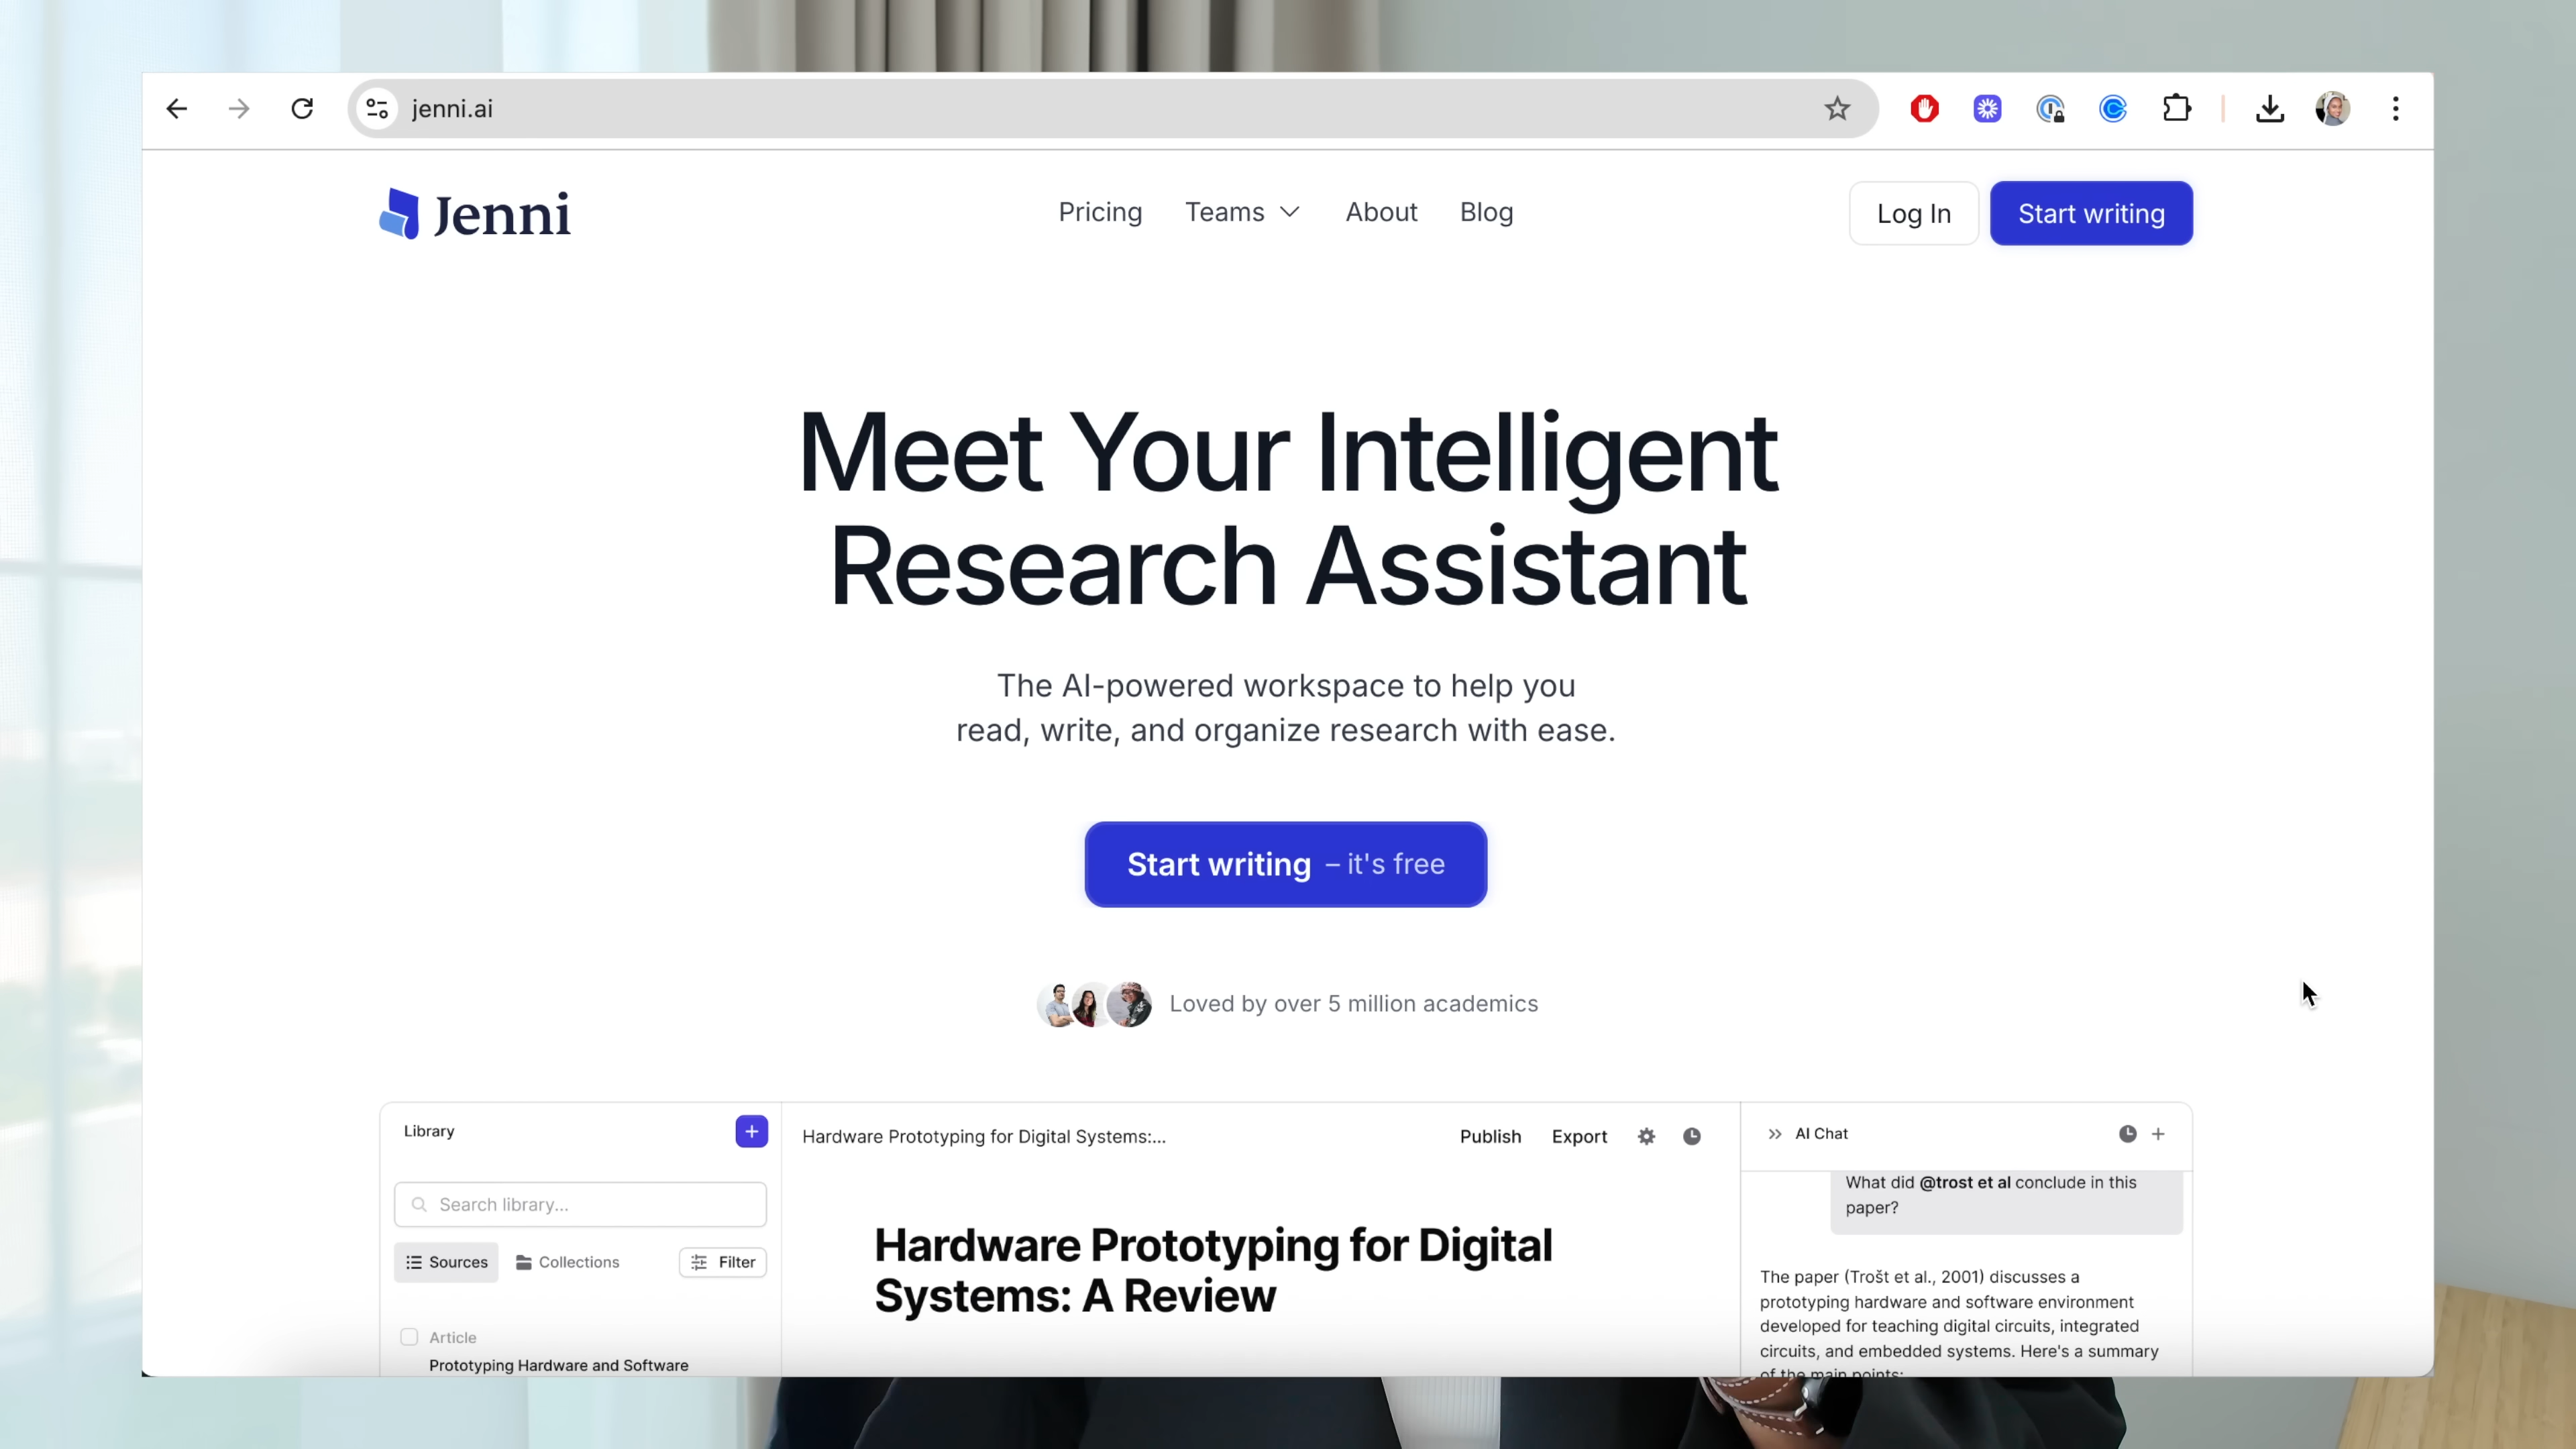 jenni.ai
Jenni
Pricing
Teams
About
Blog
Log In
Start writing
Meet Your Intelligent
Research Assistant
The AI-powered workspace to help you
read, write, and organize research with ease.
Start writing – it's free
Loved by over 5 million academics
Library
Search library...
Sources
Collections
Filter
Article
Prototyping Hardware and Software
Hardware Prototyping for Digital Systems:...
Publish
Export
Hardware Prototyping for Digital
Systems: A Review
AI Chat
What did @trost et al conclude in this
paper?
The paper (Trošt et al., 2001) discusses a
prototyping hardware and software environment
developed for teaching digital circuits, integrated
circuits, and embedded systems. Here's a summary
of the main points: